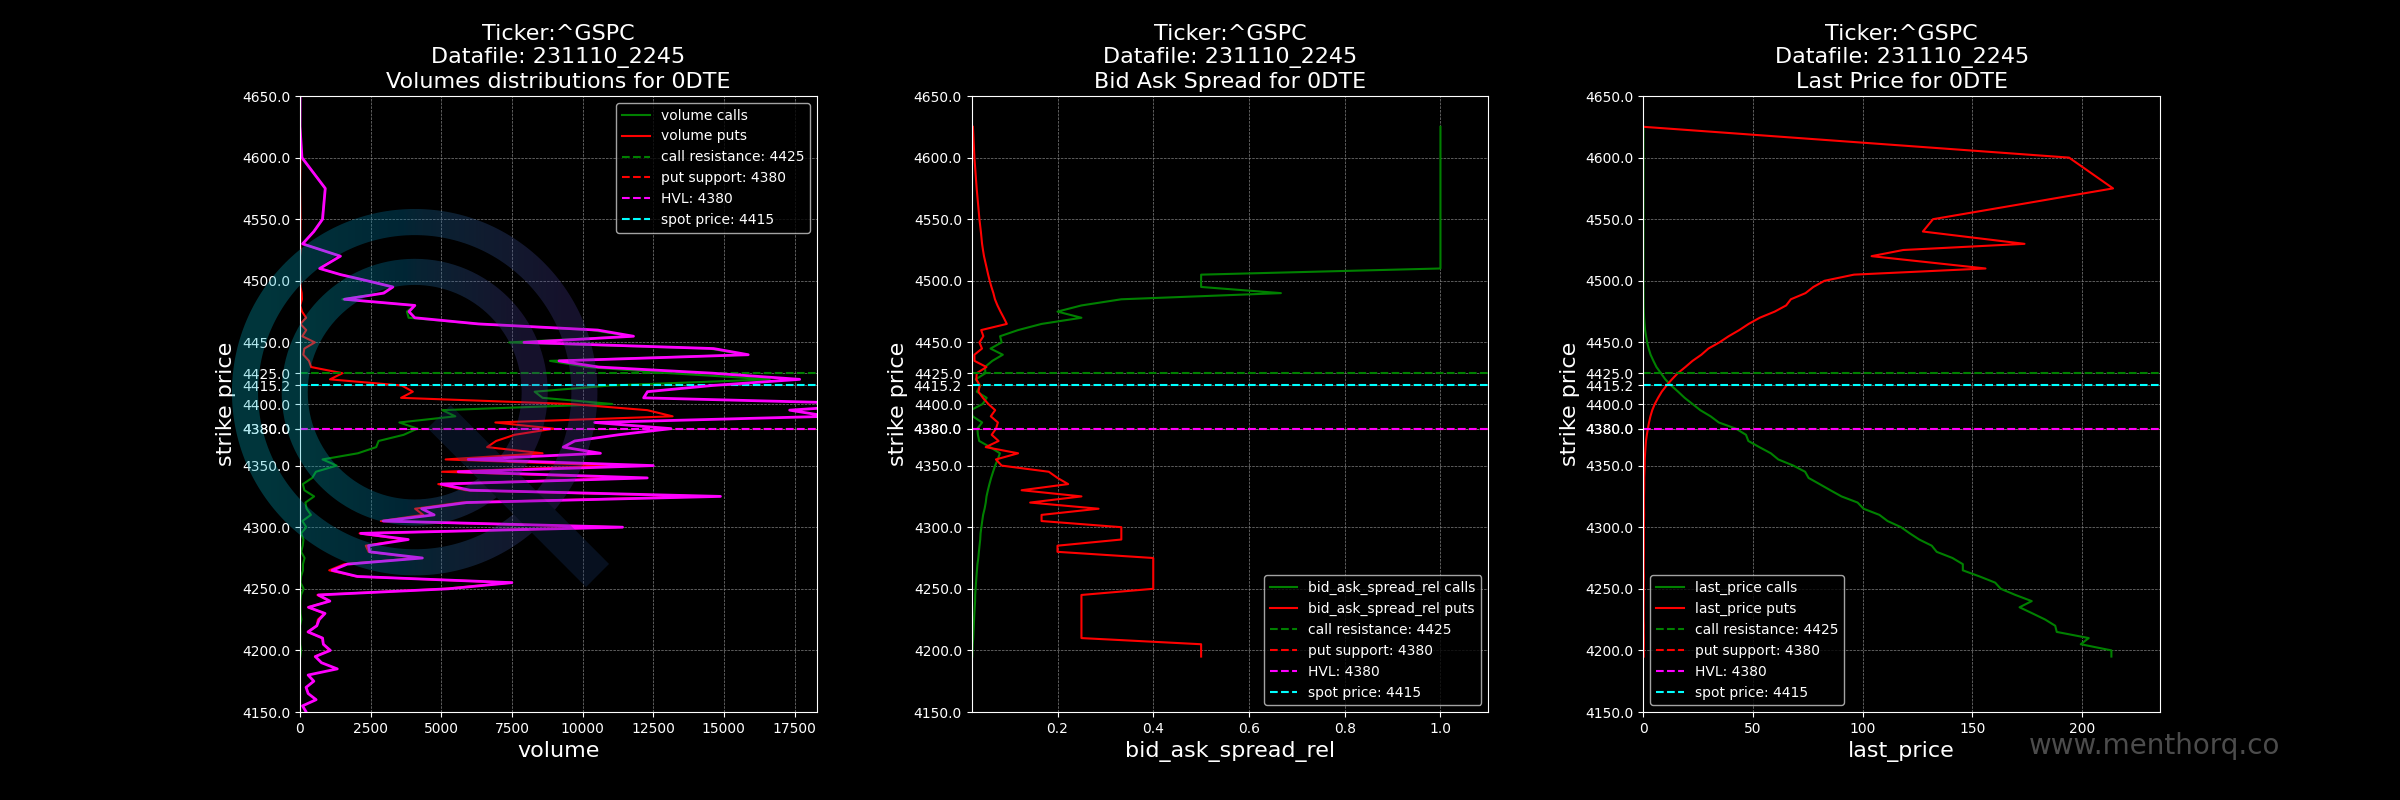 Ticker:^GSPC
Datafile: 231110_2245
Volumes distributions for 0DTE
4650.0
4600.0
4550.0
4500.0
4450.0
4425.0
4415.2
4400.0
4380.0
4350.0
4300.0
4250.0
4200.0
4150.0
strike price
volume calls
volume puts
call resistance: 4425
put support: 4380
HVL: 4380
spot price: 4415
0
2500
5000
7500
10000
12500
15000
17500
volume
Ticker:^GSPC
Datafile: 231110_2245
Bid Ask Spread for 0DTE
4650.0
4600.0
4550.0
4500.0
4450.0
4425.0
4415.2
4400.0
4380.0
4350.0
4300.0
4250.0
4200.0
4150.0
strike price
bid_ask_spread_rel calls
bid_ask_spread_rel puts
call resistance: 4425
put support: 4380
HVL: 4380
spot price: 4415
0.2
0.4
0.6
0.8
1.0
bid_ask_spread_rel
Ticker:^GSPC
Datafile: 231110_2245
Last Price for 0DTE
4650.0
4600.0
4550.0
4500.0
4450.0
4425.0
4415.2
4400.0
4380.0
4350.0
4300.0
4250.0
4200.0
4150.0
strike price
last_price calls
last_price puts
call resistance: 4425
put support: 4380
HVL: 4380
spot price: 4415
0
50
100
150
200
last_price
www.menthorq.co